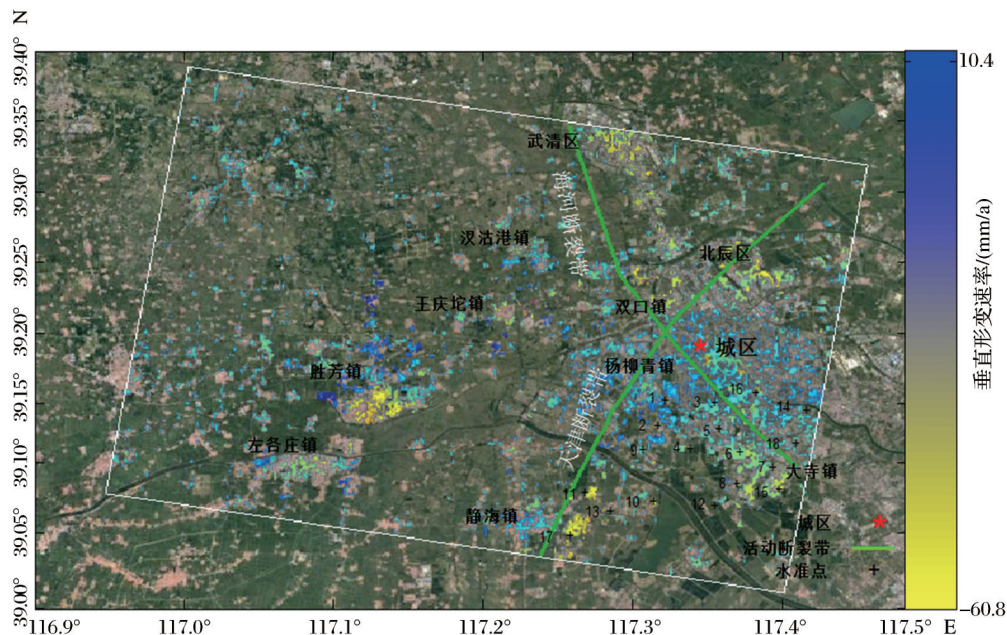 N
39.40°
39.35°
39.30°
39.25°
39.20°
39.15°
39.10°
39.05°
39.00°
116.9°
117.0°
117.1°
117.2°
117.3°
117.4°
117.5° E
武清区
海河断裂带
汉沽港镇
北辰区
王庆坨镇
双口镇
城区
杨柳青镇
胜芳镇
天津断裂带
左各庄镇
大寺镇
静海镇
1
2
3
4
5
6
7
8
9
10
11
12
13
14
15
16
17
18
城区
活动断裂带
水准点
10.4
垂直形变速率/(mm/a)
−60.8